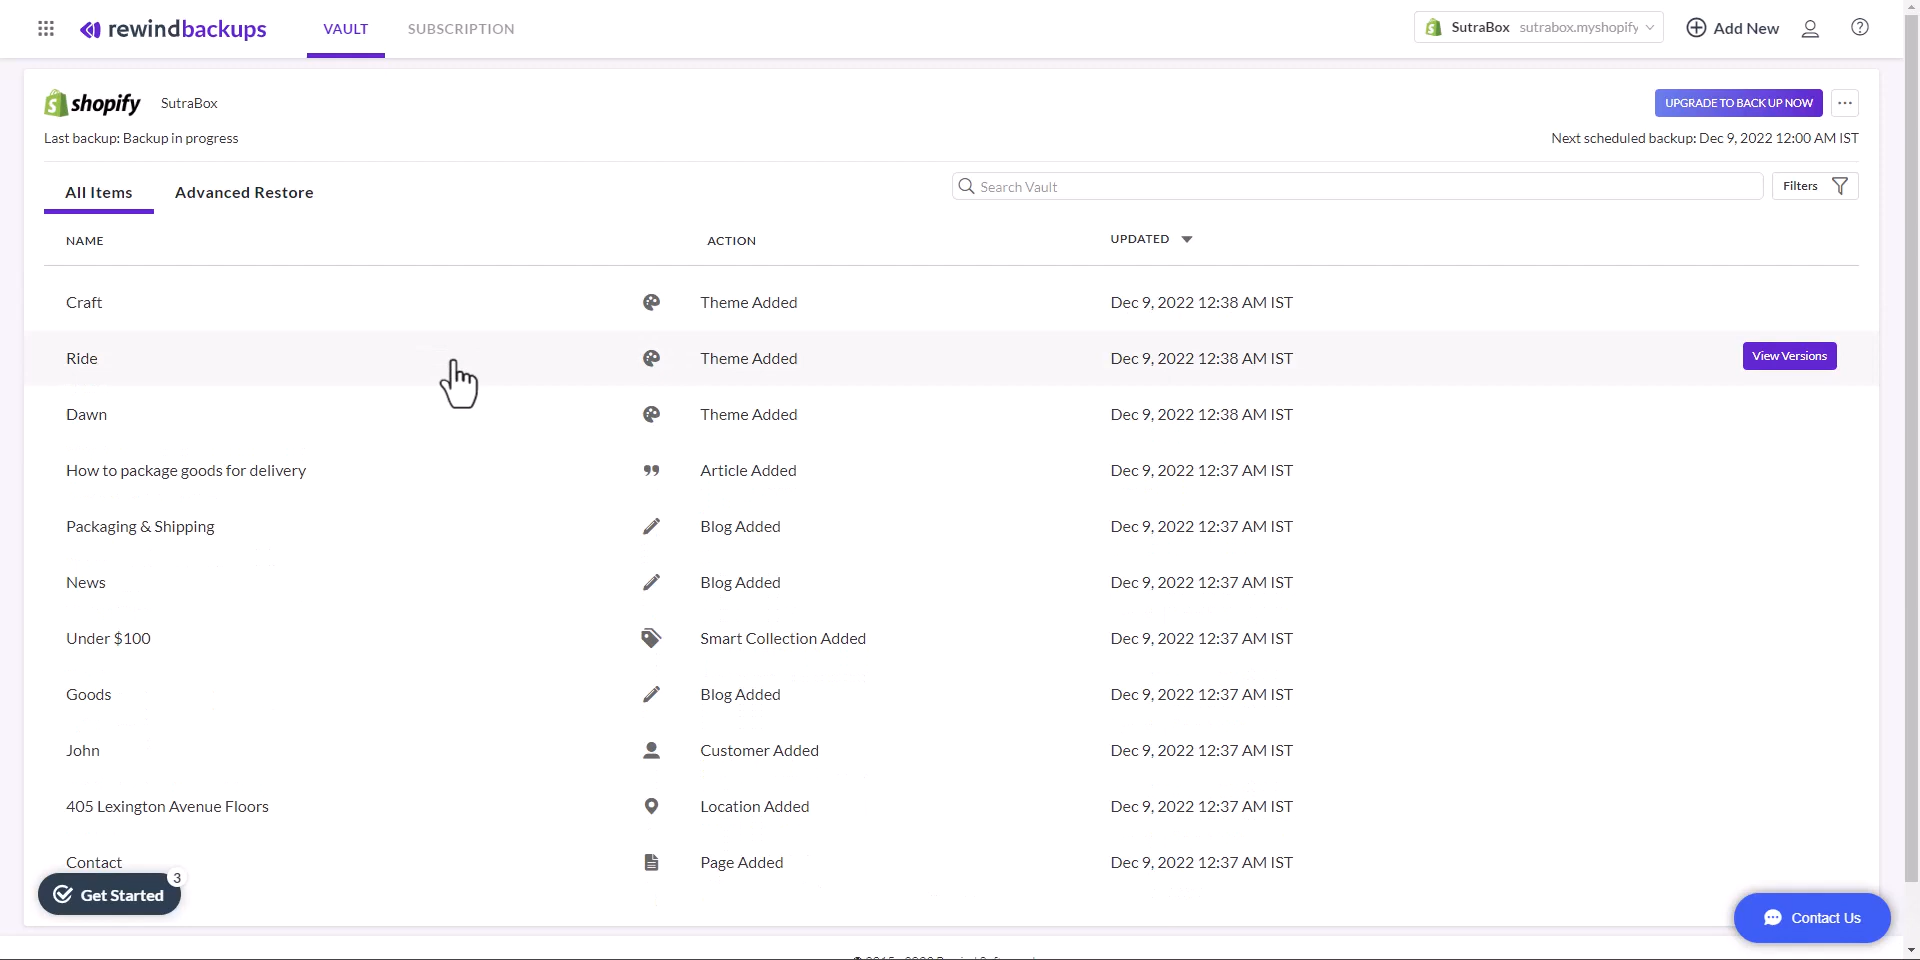 rewindbackups VAULT SUBSCRIPTION SutraBox sutrabox.myshopify Add New
shopify SutraBox UPGRADE TO BACK UP NOW
Last backup: Backup in progress Next scheduled backup: Dec 9, 2022 12:00 AM IST
All Items Advanced Restore Search Vault Filters
NAME ACTION UPDATED
Craft Theme Added Dec 9, 2022 12:38 AM IST
Ride Theme Added Dec 9, 2022 12:38 AM IST View Versions
Dawn Theme Added Dec 9, 2022 12:38 AM IST
How to package goods for delivery Article Added Dec 9, 2022 12:37 AM IST
Packaging & Shipping Blog Added Dec 9, 2022 12:37 AM IST
News Blog Added Dec 9, 2022 12:37 AM IST
Under $100 Smart Collection Added Dec 9, 2022 12:37 AM IST
Goods Blog Added Dec 9, 2022 12:37 AM IST
John Customer Added Dec 9, 2022 12:37 AM IST
405 Lexington Avenue Floors Location Added Dec 9, 2022 12:37 AM IST
Contact Page Added Dec 9, 2022 12:37 AM IST
Get Started 3
Contact Us